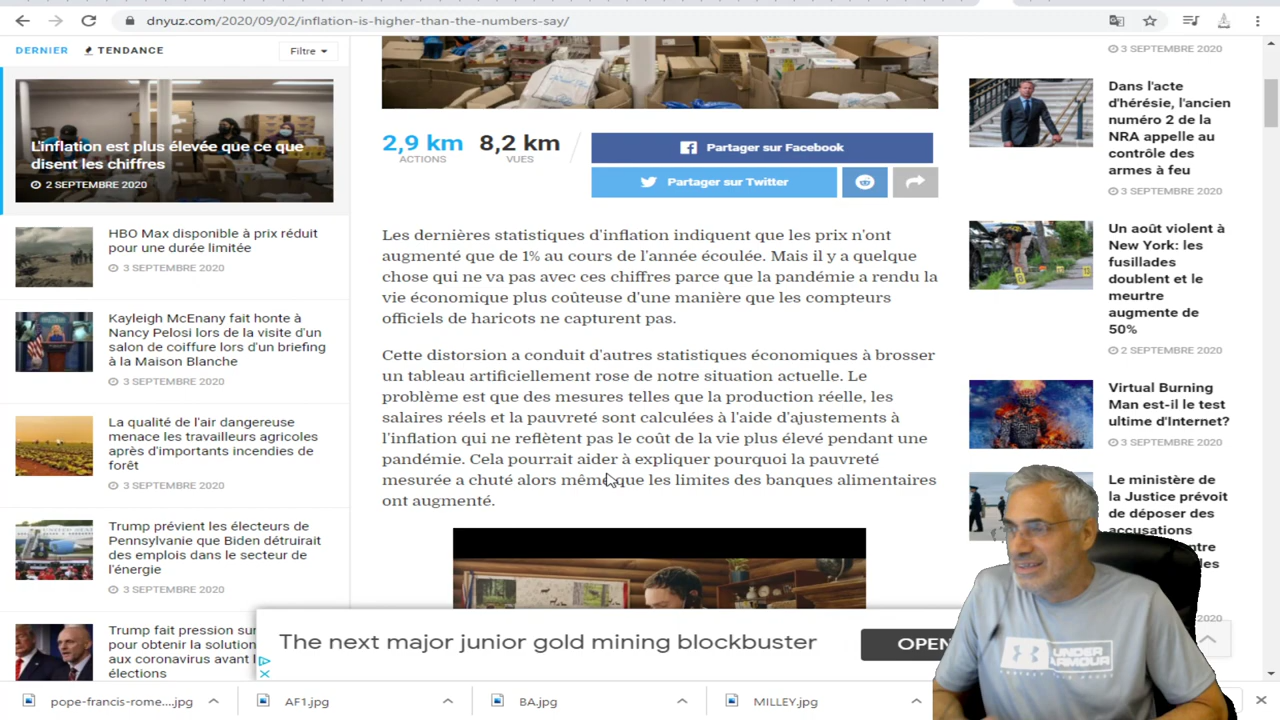 dnyuz.com/2020/09/02/inflation-is-higher-than-the-numbers-say/
DERNIER
TENDANCE
Filtre
L'inflation est plus élevée que ce que
disent les chiffres
2 SEPTEMBRE 2020
HBO Max disponible à prix réduit
pour une durée limitée
3 SEPTEMBRE 2020
Kayleigh McEnany fait honte à
Nancy Pelosi lors de la visite d'un
salon de coiffure lors d'un briefing
à la Maison Blanche
3 SEPTEMBRE 2020
La qualité de l'air dangereuse
menace les travailleurs agricoles
après d'importants incendies de
forêt
3 SEPTEMBRE 2020
Trump prévient les électeurs de
Pennsylvanie que Biden détruirait
des emplois dans le secteur de
l'énergie
3 SEPTEMBRE 2020
Trump fait pression sur
pour obtenir la solution
aux coronavirus avant l
élections
2,9 km
ACTIONS
8,2 km
VUES
Partager sur Facebook
Partager sur Twitter
Les dernières statistiques d'inflation indiquent que les prix n'ont
augmenté que de 1% au cours de l'année écoulée. Mais il y a quelque
chose qui ne va pas avec ces chiffres parce que la pandémie a rendu la
vie économique plus coûteuse d'une manière que les compteurs
officiels de haricots ne capturent pas.
Cette distorsion a conduit d'autres statistiques économiques à brosser
un tableau artificiellement rose de notre situation actuelle. Le
problème est que des mesures telles que la production réelle, les
salaires réels et la pauvreté sont calculées à l'aide d'ajustements à
l'inflation qui ne reflètent pas le coût de la vie plus élevé pendant une
pandémie. Cela pourrait aider à expliquer pourquoi la pauvreté
mesurée a chuté alors même que les limites des banques alimentaires
ont augmenté.
3 SEPTEMBRE 2020
Dans l'acte
d'hérésie, l'ancien
numéro 2 de la
NRA appelle au
contrôle des
armes à feu
3 SEPTEMBRE 2020
Un août violent à
New York: les
fusillades
doublent et le
meurtre
augmente de
50%
2 SEPTEMBRE 2020
Virtual Burning
Man est-il le test
ultime d'Internet?
3 SEPTEMBRE 2020
Le ministère de
la Justice prévoit
de déposer des
accusations
ntre
les
2020
The next major junior gold mining blockbuster
OPEN
UNDER
ARMOUR
pope-francis-rome....jpg
AF1.jpg
BA.jpg
MILLEY.jpg